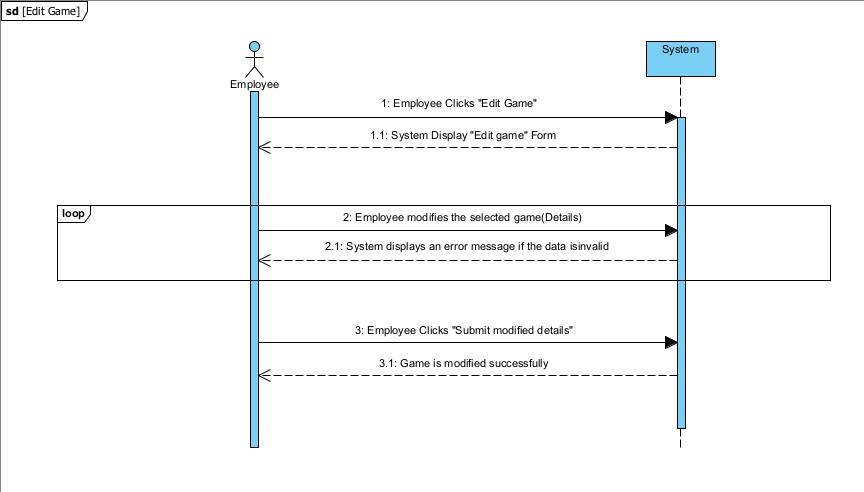 sd [Edit Game]
System
Employee
1: Employee Clicks "Edit Game"
1.1: System Display "Edit game" Form
loop
2: Employee modifies the selected game(Details)
2.1: System displays an error message if the data isinvalid
3: Employee Clicks "Submit modified details"
3.1: Game is modified successfully